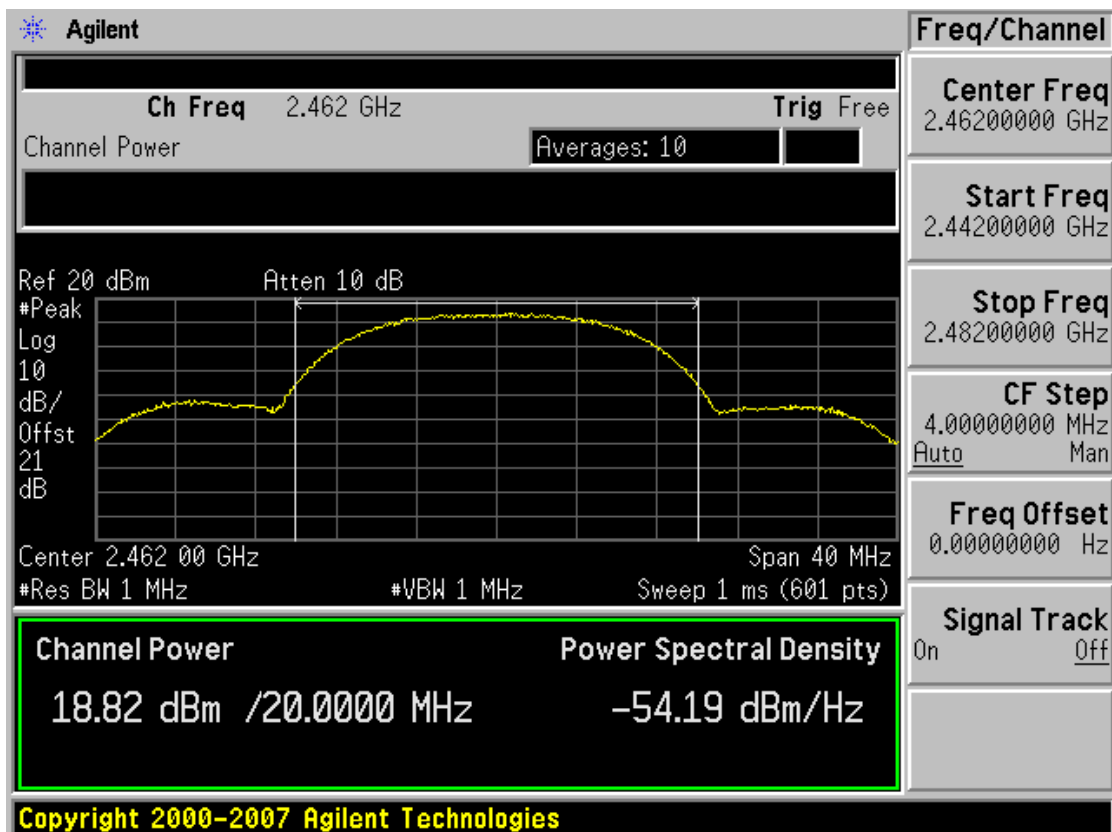 Agilent
Ch Freq 2.462 GHz Trig Free
Channel Power Averages: 10
Ref 20 dBm Atten 10 dB
#Peak
Log
10
dB/
Offst
21
dB
Center 2.462 00 GHz Span 40 MHz
#Res BW 1 MHz #VBW 1 MHz Sweep 1 ms (601 pts)
Channel Power Power Spectral Density
18.82 dBm /20.0000 MHz -54.19 dBm/Hz
Copyright 2000-2007 Agilent Technologies
Freq/Channel
Center Freq
2.46200000 GHz
Start Freq
2.44200000 GHz
Stop Freq
2.48200000 GHz
CF Step
4.00000000 MHz
Auto Man
Freq Offset
0.00000000 Hz
Signal Track
On Off